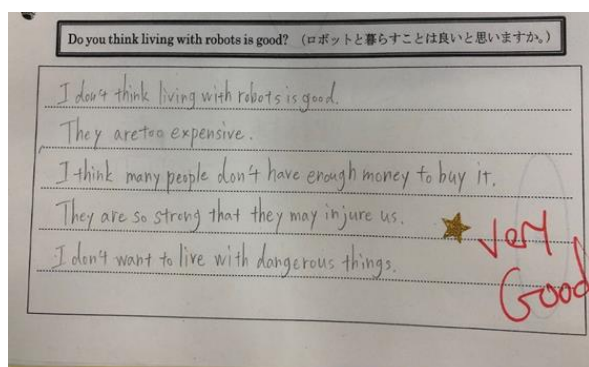 Do you think living with robots is good? (ロボットと暮らすことは良いと思いますか。)
I don't think living with robots is good.
They are too expensive.
I think many people don't have enough money to buy it.
They are so strong that they may injure us.
I don't want to live with dangerous things.
Very
Good